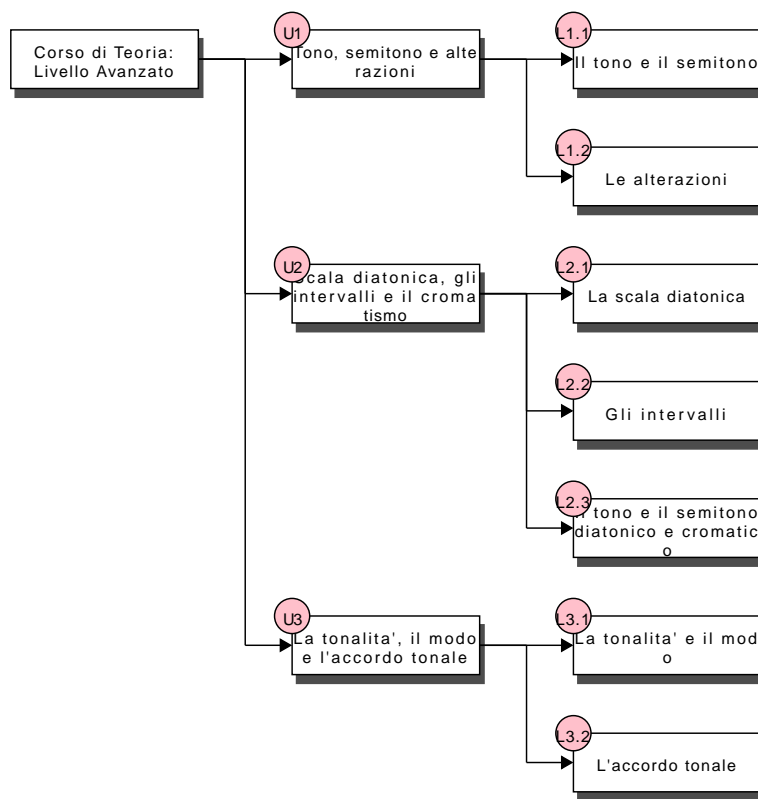 Corso di Teoria:
Livello Avanzato
U1
Tono, semitono e alte
razioni
L1.1
Il tono e il semitono
L1.2
Le alterazioni
U2
Scala diatonica, gli
intervalli e il croma
tismo
L2.1
La scala diatonica
L2.2
Gli intervalli
L2.3
Il tono e il semitono
diatonico e cromatic
o
U3
La tonalita', il modo
e l'accordo tonale
L3.1
La tonalita' e il mod
o
L3.2
L'accordo tonale